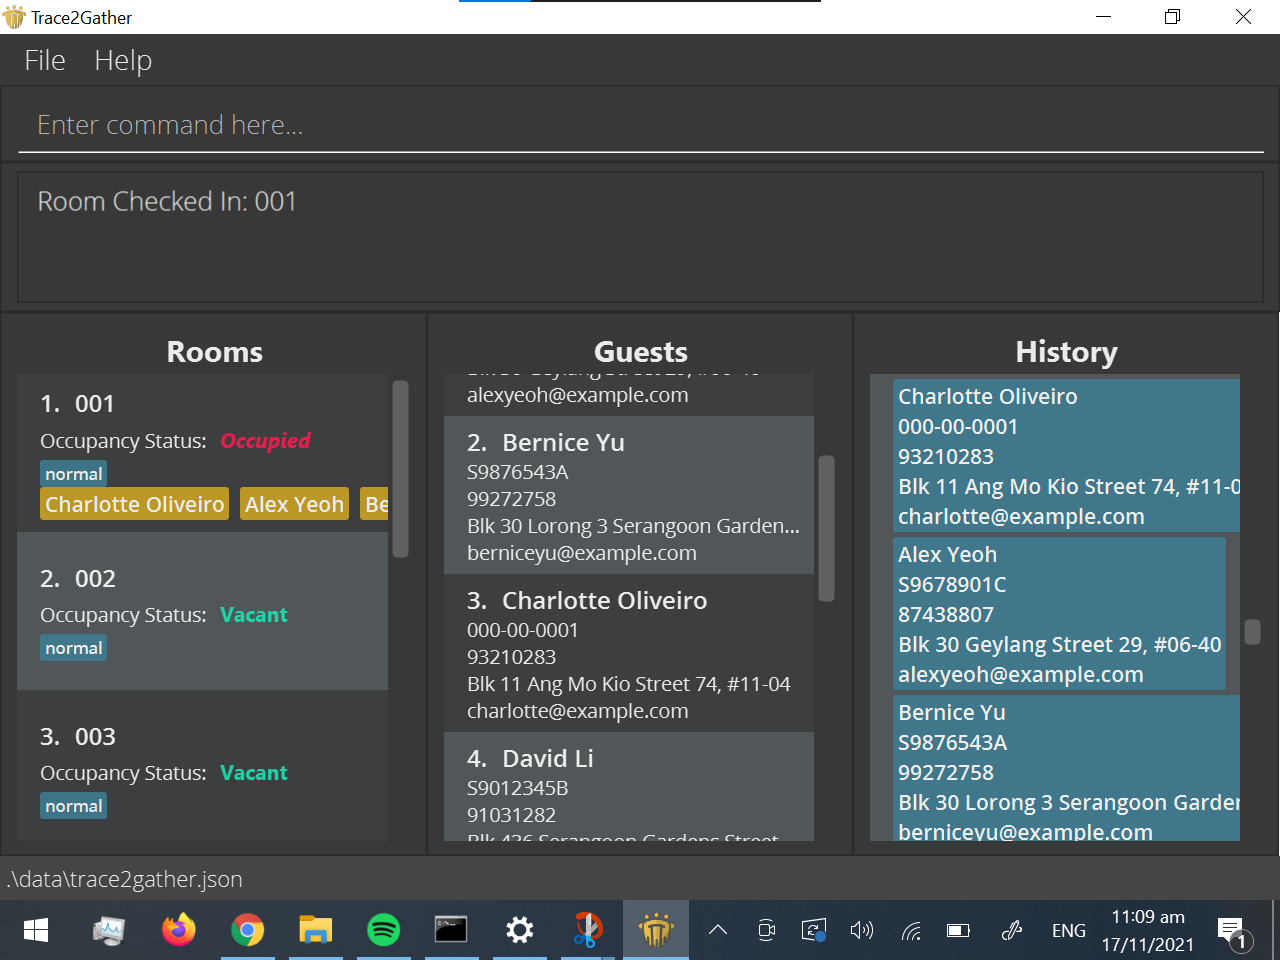 Trace2Gather
File Help
Enter command here...
Room Checked In: 001
Rooms
1. 001
Occupancy Status: Occupied
normal
Charlotte Oliveiro Alex Yeoh Be
2. 002
Occupancy Status: Vacant
normal
3. 003
Occupancy Status: Vacant
normal
Guests
alexyeoh@example.com
2. Bernice Yu
S9876543A
99272758
Blk 30 Lorong 3 Serangoon Garden...
berniceyu@example.com
3. Charlotte Oliveiro
000-00-0001
93210283
Blk 11 Ang Mo Kio Street 74, #11-04
charlotte@example.com
4. David Li
S9012345B
91031282
Blk 436 Serangoon Gardens Street
History
Charlotte Oliveiro
000-00-0001
93210283
Blk 11 Ang Mo Kio Street 74, #11-0
charlotte@example.com
Alex Yeoh
S9678901C
87438807
Blk 30 Geylang Street 29, #06-40
alexyeoh@example.com
Bernice Yu
S9876543A
99272758
Blk 30 Lorong 3 Serangoon Garden
berniceyu@example.com
.\data\trace2gather.json
ENG
11:09 am
17/11/2021
1